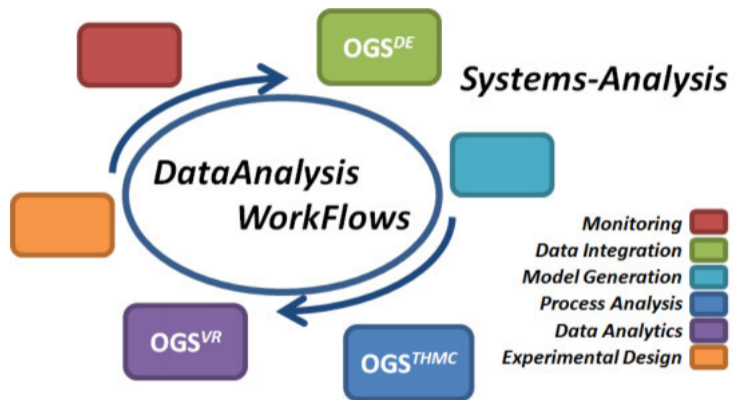 OGS^DE
Systems-Analysis
DataAnalysis
WorkFlows
Monitoring
Data Integration
Model Generation
Process Analysis
Data Analytics
Experimental Design
OGS^VR
OGS^THMC